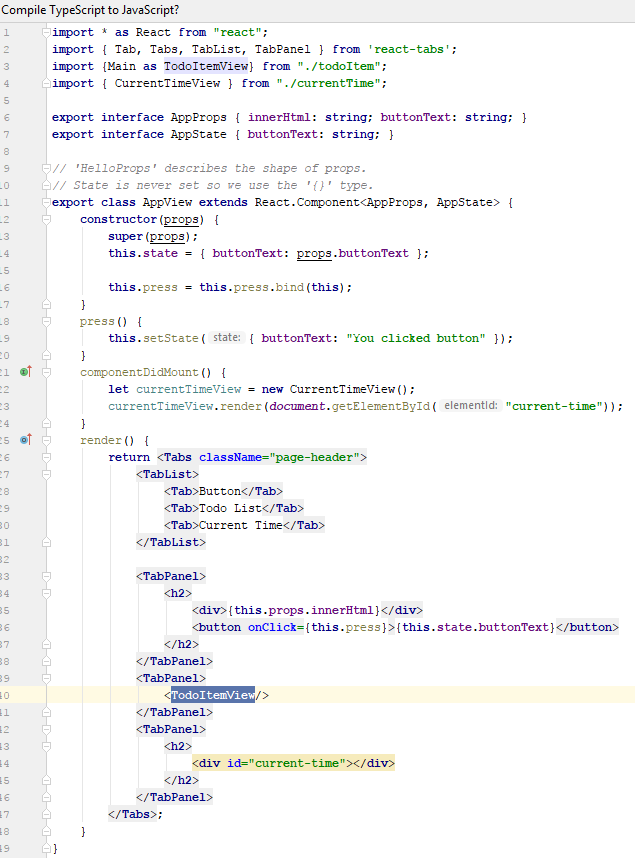 Compile TypeScript to JavaScript?
1 import * as React from "react";
2 import { Tab, Tabs, TabList, TabPanel } from 'react-tabs';
3 import {Main as TodoItemView} from "./todoItem";
4 import { CurrentTimeView } from "./currentTime";
5
6 export interface AppProps { innerHtml: string; buttonText: string; }
7 export interface AppState { buttonText: string; }
8
9 // 'HelloProps' describes the shape of props.
10 // State is never set so we use the '{}' type.
11 export class AppView extends React.Component<AppProps, AppState> {
12 constructor(props) {
13 super(props);
14 this.state = { buttonText: props.buttonText };
15
16 this.press = this.press.bind(this);
17 }
18 press() {
19 this.setState( state: { buttonText: "You clicked button" });
20 }
21 componentDidMount() {
22 let currentTimeView = new CurrentTimeView();
23 currentTimeView.render(document.getElementById( elementId: "current-time"));
24 }
25 render() {
26 return <Tabs className="page-header">
27 <TabList>
28 <Tab>Button</Tab>
29 <Tab>Todo List</Tab>
30 <Tab>Current Time</Tab>
31 </TabList>
32
33 <TabPanel>
34 <h2>
35 <div>{this.props.innerHtml}</div>
36 <button onClick={this.press}>{this.state.buttonText}</button>
37 </h2>
38 </TabPanel>
39 <TabPanel>
40 <TodoItemView/>
41 </TabPanel>
42 <TabPanel>
43 <h2>
44 <div id="current-time"></div>
45 </h2>
46 </TabPanel>
47 </Tabs>;
48 }
49 }